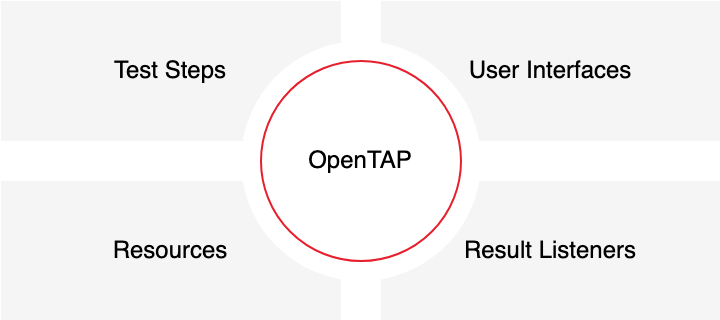 Test Steps
User Interfaces
OpenTAP
Resources
Result Listeners